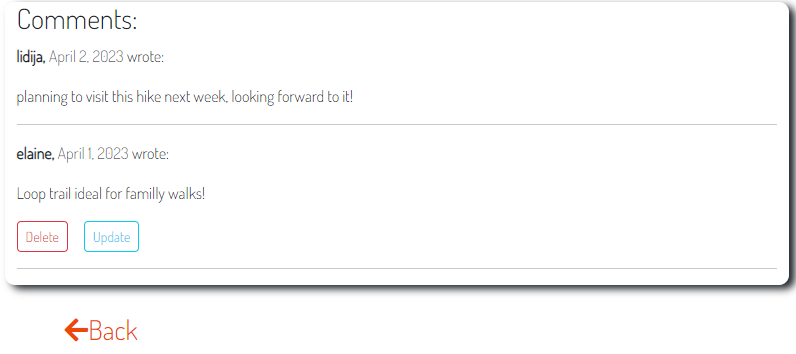 Comments:
lidija, April 2, 2023 wrote:
planning to visit this hike next week, looking forward to it!
elaine, April 1, 2023 wrote:
Loop trail ideal for familly walks!
Delete Update
Back